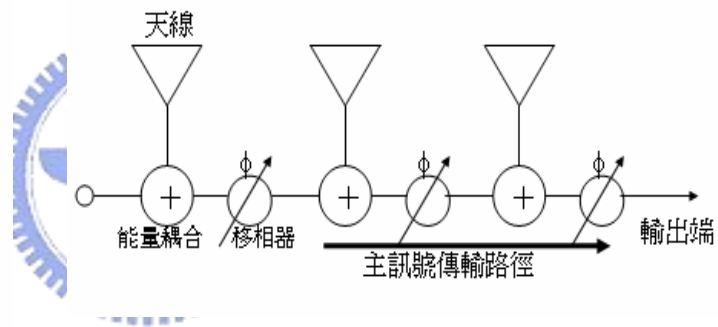 天線
ϕ ϕ ϕ
+ + +
能量耦合 移相器
輸出端
主訊號傳輸路徑